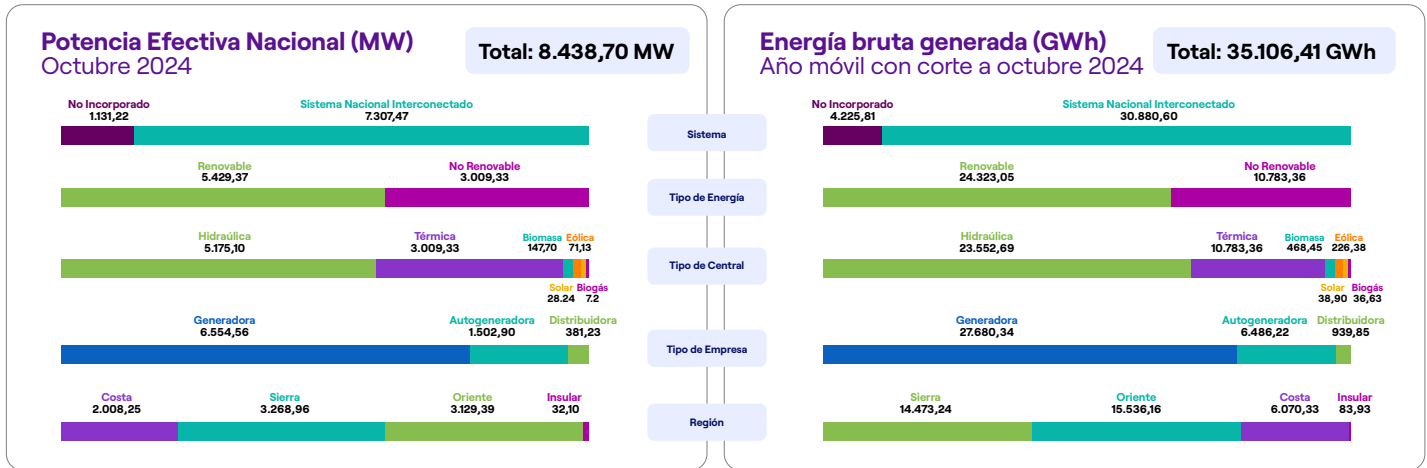 Potencia Efectiva Nacional (MW)
Octubre 2024
Total: 8.438,70 MW
No Incorporado
1.131,22
Sistema Nacional Interconectado
7.307,47
Renovable
5.429,37
No Renovable
3.009,33
Hidraúlica
5.175,10
Térmica
3.009,33
Biomasa
147,70
Eólica
71,13
Solar
28.24
Biogás
7.2
Generadora
6.554,56
Autogeneradora
1.502,90
Distribuidora
381,23
Costa
2.008,25
Sierra
3.268,96
Oriente
3.129,39
Insular
32,10
Sistema
Tipo de Energía
Tipo de Central
Tipo de Empresa
Región
Energía bruta generada (GWh)
Año móvil con corte a octubre 2024
Total: 35.106,41 GWh
No Incorporado
4.225,81
Sistema Nacional Interconectado
30.880,60
Renovable
24.323,05
No Renovable
10.783,36
Hidraúlica
23.552,69
Térmica
10.783,36
Biomasa
468,45
Eólica
226,38
Solar
38,90
Biogás
36,63
Generadora
27.680,34
Autogeneradora
6.486,22
Distribuidora
939,85
Sierra
14.473,24
Oriente
15.536,16
Costa
6.070,33
Insular
83,93